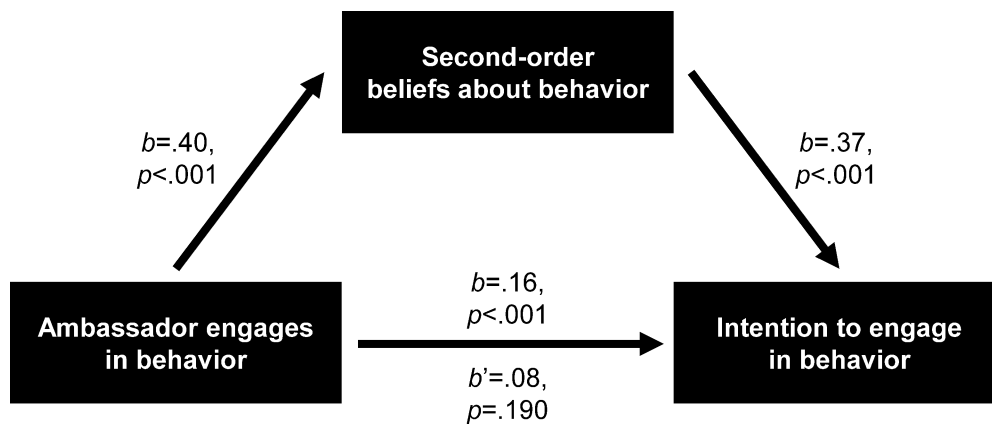 Second-order
beliefs about behavior
b=.40,
p<.001
b=.37,
p<.001
Ambassador engages
in behavior
b=.16,
p<.001
b’=.08,
p=.190
Intention to engage
in behavior